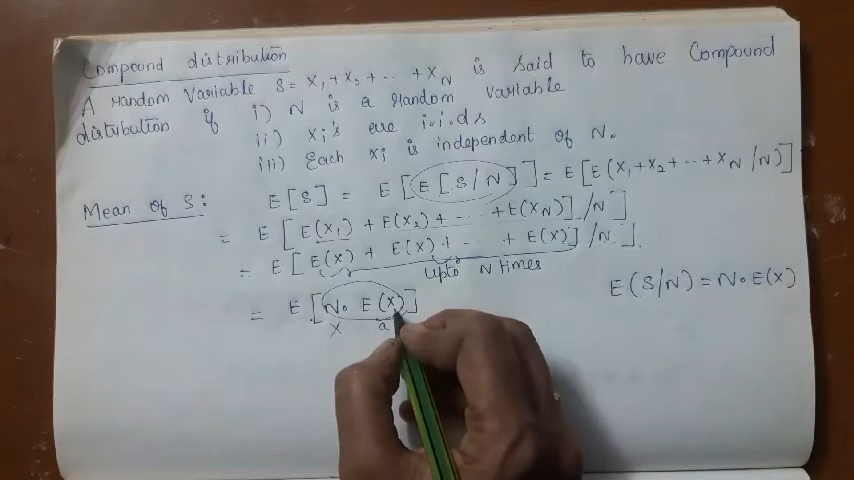 Compound distribution
A random Variable S = X₁ + X₂ + ... + X_N is said to have Compound
distribution if i) N is a random variable
ii) Xi's are i.i.d.s
iii) Each Xi is independent of N.
Mean of S: E[S] = E[E[S/N]] = E[E(X₁+X₂+...+X_N/N)]
= E[E(X₁) + E(X₂) + ... + E(X_N)]/N]
= E[E(X) + E(X) + ... + E(X)]/N.].
upto N times
E(S/N) = N. E(X)
= E[N. E(X)]
X a